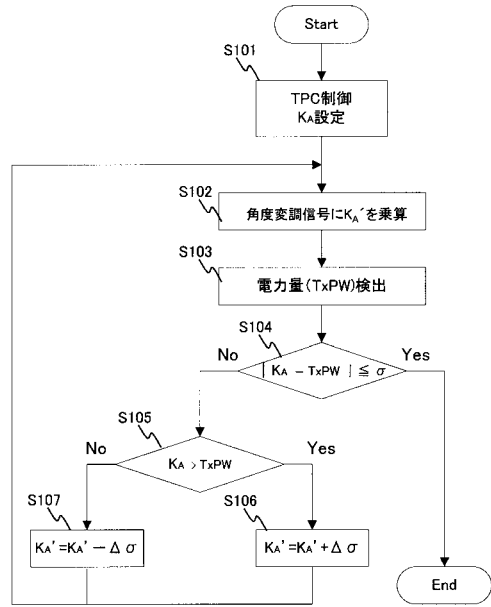 Start
S101
TPC制御
KA設定
S102
角度変調信号にKA´を乗算
S103
電力量(TxPW)検出
S104
No
Yes
| KA － TxPW | ≦ σ
S105
No
Yes
KA > TxPW
S107
S106
KA'=KA'－Δσ
KA'=KA'+Δσ
End